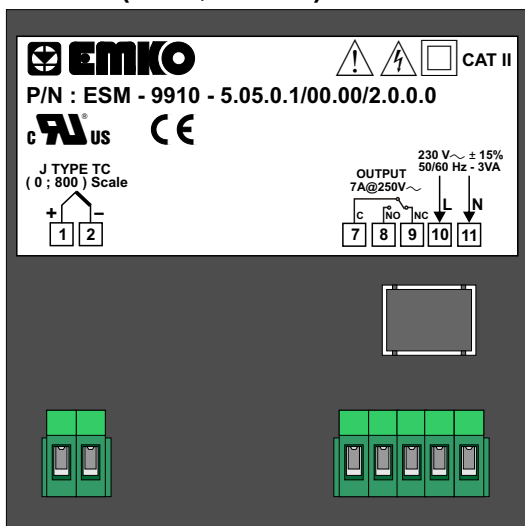 EMKO
CAT II
P/N : ESM - 9910 - 5.05.0.1/00.00/2.0.0.0
c RU ® US CE
J TYPE TC
( 0 ; 800 ) Scale
+ –
1 2
OUTPUT
7A@250V~
230 V~ ± 15%
50/60 Hz - 3VA
C NO NC L N
7 8 9 10 11